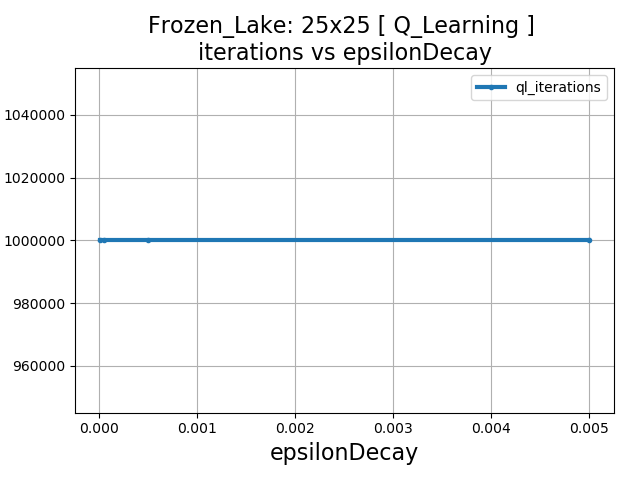 Frozen_Lake: 25x25 [ Q_Learning ]
iterations vs epsilonDecay
ql_iterations
1040000
1020000
1000000
980000
960000
0.000 0.001 0.002 0.003 0.004 0.005
epsilonDecay